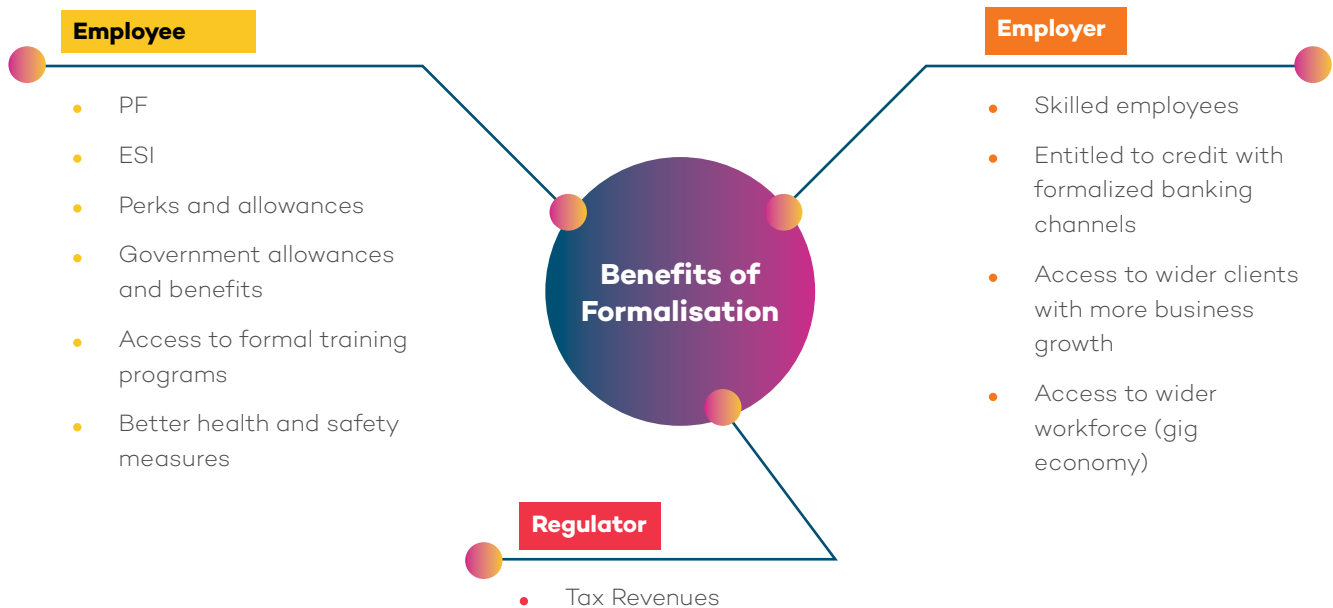 Employee
PF
ESI
Perks and allowances
Government allowances
and benefits
Access to formal training
programs
Better health and safety
measures
Benefits of
Formalisation
Employer
Skilled employees
Entitled to credit with
formalized banking
channels
Access to wider clients
with more business
growth
Access to wider
workforce (gig
economy)
Regulator
Tax Revenues